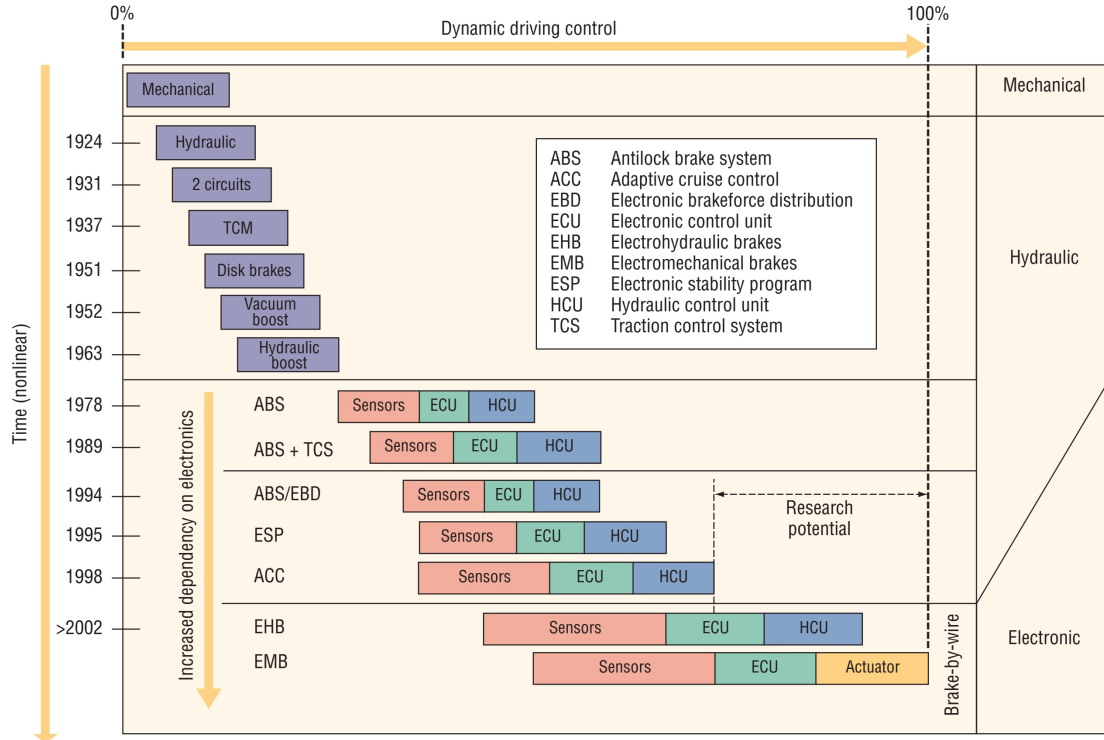 0%
100%
Dynamic driving control
Mechanical
Mechanical
1924
Hydraulic
1931
2 circuits
1937
TCM
1951
Disk brakes
1952
Vacuum
boost
1963
Hydraulic
boost
ABS Antilock brake system
ACC Adaptive cruise control
EBD Electronic brakeforce distribution
ECU Electronic control unit
EHB Electrohydraulic brakes
EMB Electromechanical brakes
ESP Electronic stability program
HCU Hydraulic control unit
TCS Traction control system
Hydraulic
Time (nonlinear)
Increased dependency on electronics
1978
ABS
Sensors ECU HCU
1989
ABS + TCS
Sensors ECU HCU
1994
ABS/EBD
Sensors ECU HCU
Research
potential
1995
ESP
Sensors ECU HCU
1998
ACC
Sensors ECU HCU
>2002
EHB
Sensors ECU HCU
EMB
Sensors ECU Actuator
Brake-by-wire
Electronic